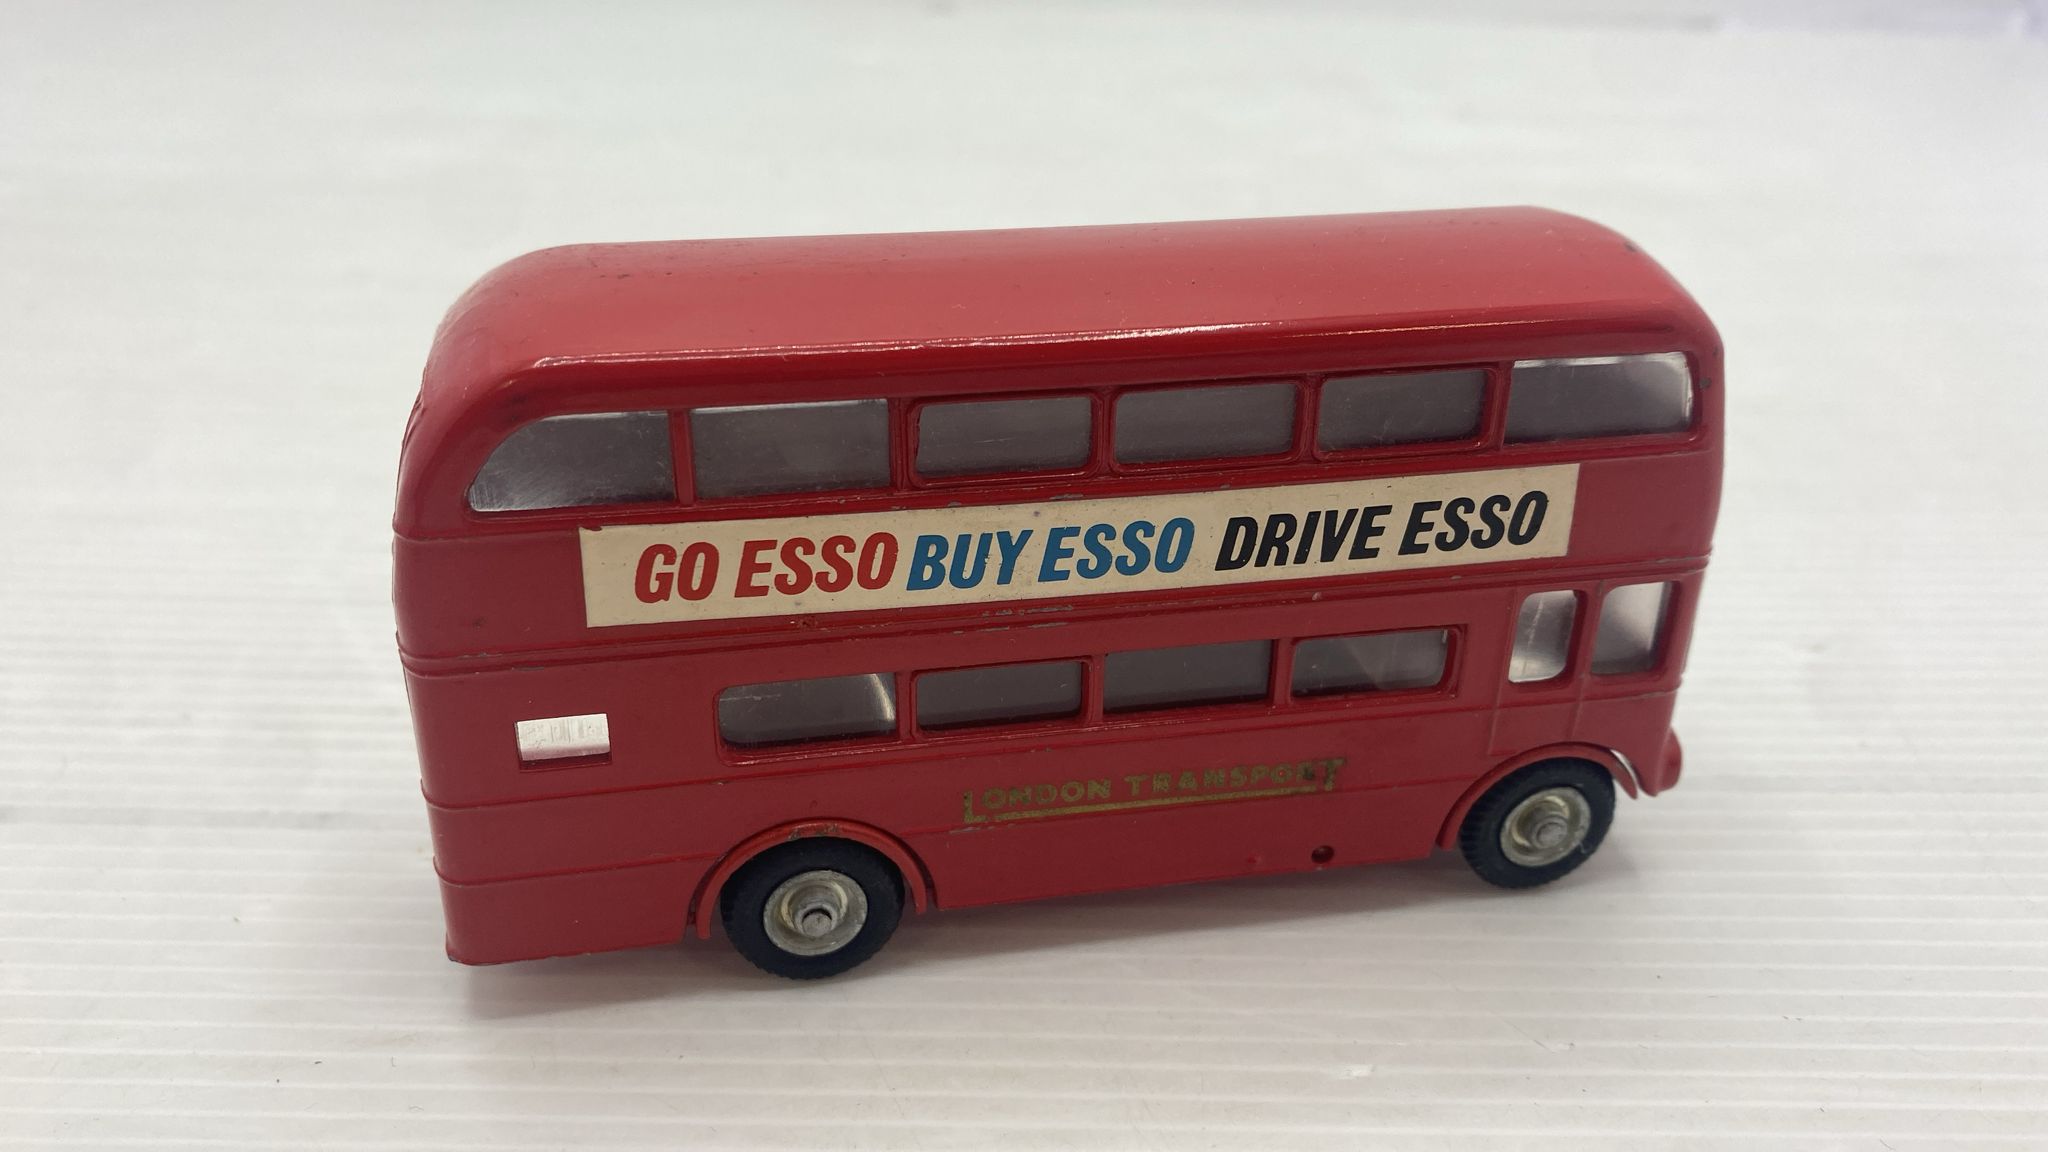 GO ESSO BUY ESSO DRIVE ESSO
LONDON TRANSPORT